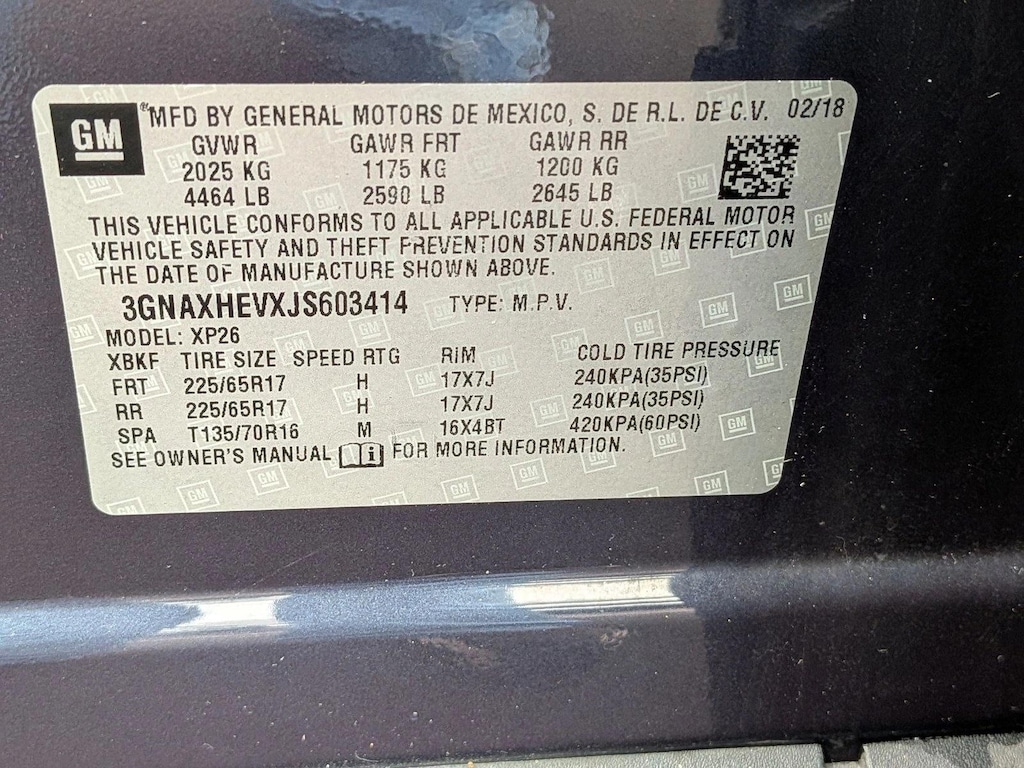 GM
® MFD BY GENERAL MOTORS DE MEXICO, S. DE R.L. DE C.V. 02/18
GVWR GAWR FRT GAWR RR
2025 KG 1175 KG 1200 KG
4464 LB 2590 LB 2645 LB
THIS VEHICLE CONFORMS TO ALL APPLICABLE U.S. FEDERAL MOTOR
VEHICLE SAFETY AND THEFT PREVENTION STANDARDS IN EFFECT ON
THE DATE OF MANUFACTURE SHOWN ABOVE.
3GNAXHEVXJS603414 TYPE: M.P.V.
MODEL: XP26
XBKF TIRE SIZE SPEED RTG RIM COLD TIRE PRESSURE
FRT 225/65R17 H 17X7J 240KPA(35PSI)
RR 225/65R17 H 17X7J 240KPA(35PSI)
SPA T135/70R16 M 16X4BT 420KPA(60PSI)
SEE OWNER'S MANUAL FOR MORE INFORMATION.